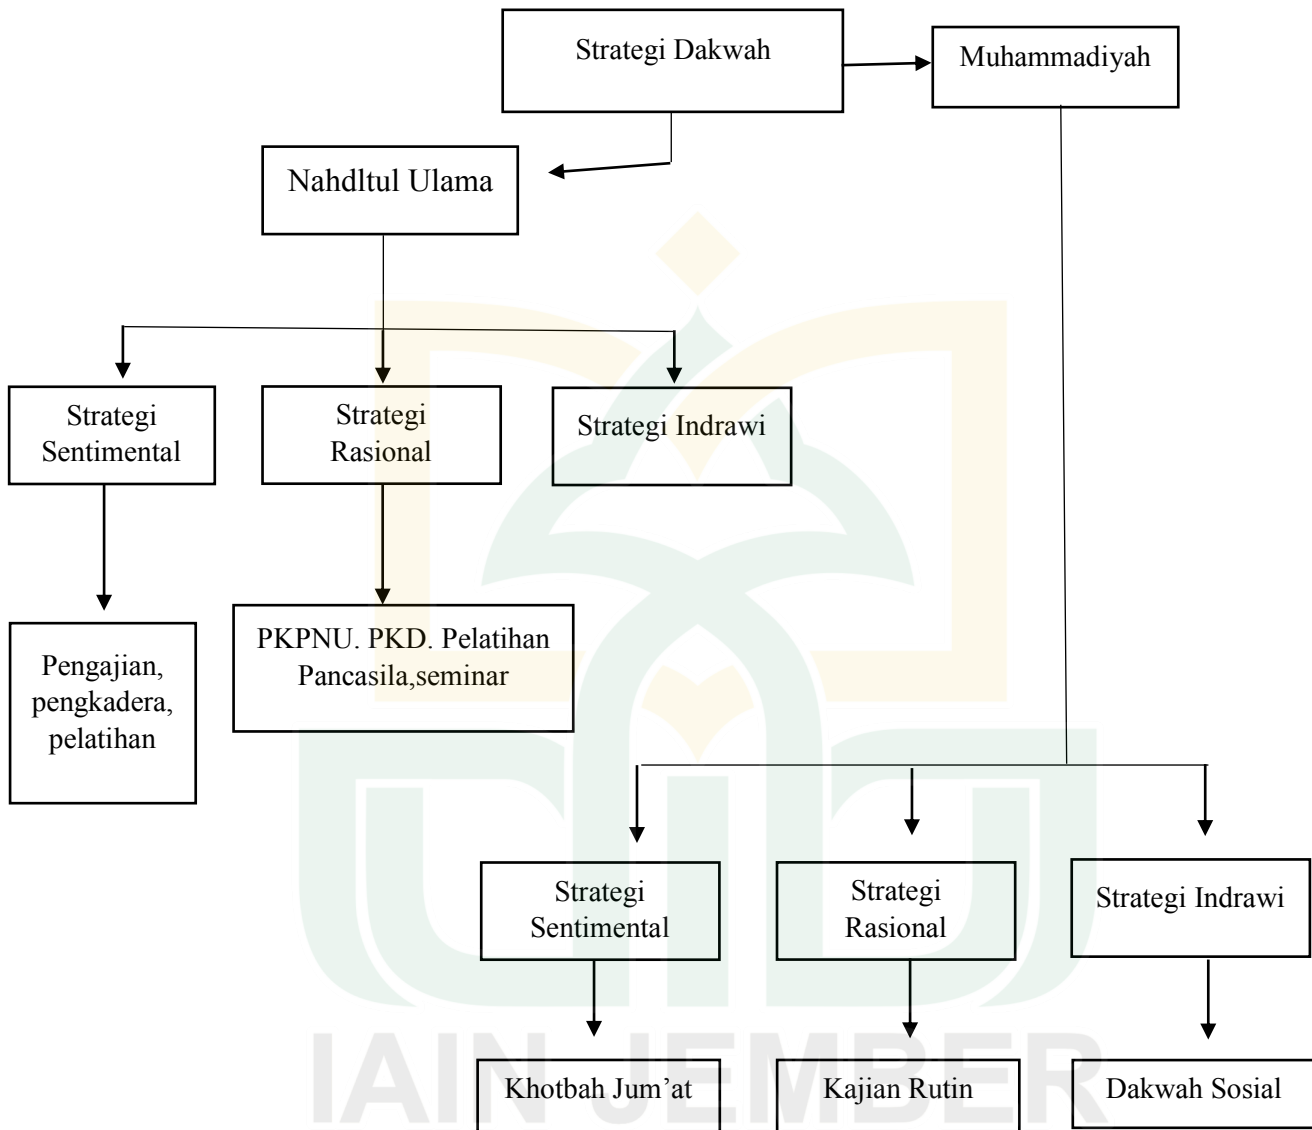 Strategi Dakwah
Muhammadiyah
Nahdltul Ulama
Strategi
Sentimental
Strategi
Rasional
Strategi Indrawi
Pengajian,
pengkadera,
pelatihan
PKPNU. PKD. Pelatihan
Pancasila,seminar
Strategi
Sentimental
Strategi
Rasional
Strategi Indrawi
Khotbah Jum’at
Kajian Rutin
Dakwah Sosial
IAIN JEMBER